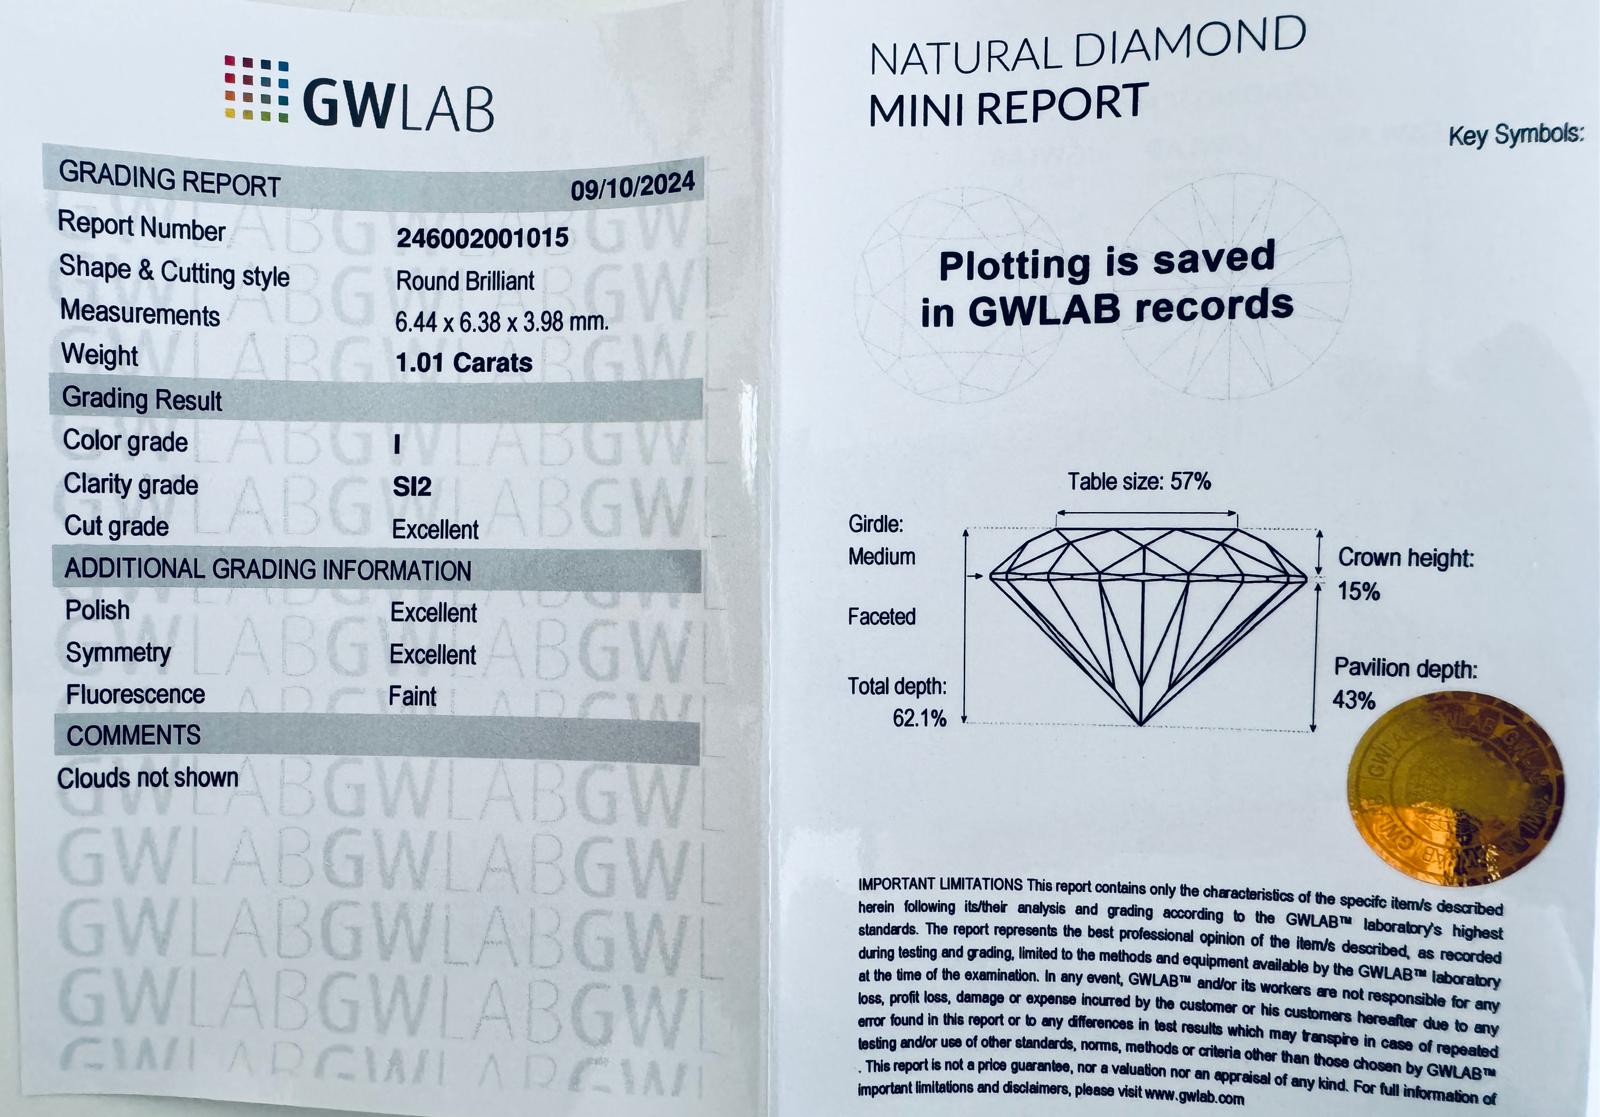 GWLAB
GRADING REPORT 09/10/2024
Report Number 246002001015
Shape & Cutting style Round Brilliant
Measurements 6.44 x 6.38 x 3.98 mm.
Weight 1.01 Carats
Grading Result
Color grade I
Clarity grade SI2
Cut grade Excellent
ADDITIONAL GRADING INFORMATION
Polish Excellent
Symmetry Excellent
Fluorescence Faint
COMMENTS
Clouds not shown
NATURAL DIAMOND
MINI REPORT
Key Symbols:
Plotting is saved
in GWLAB records
Table size: 57%
Girdle:
Medium
Faceted
Total depth:
62.1%
Crown height:
15%
Pavilion depth:
43%
GWLAB
IMPORTANT LIMITATIONS This report contains only the characteristics of the specifc item/s described
herein following its/their analysis and grading according to the GWLAB™ laboratory's highest
standards. The report represents the best professional opinion of the item/s described, as recorded
during testing and grading, limited to the methods and equipment available by the GWLAB™ laboratory
at the time of the examination. In any event, GWLAB™ and/or its workers are not responsible for any
loss, profit loss, damage or expense incurred by the customer or his customers hereafter due to any
error found in this report or to any differences in test results which may transpire in case of repeated
testing and/or use of other standards, norms, methods or criteria other than those chosen by GWLAB™
. This report is not a price guarantee, nor a valuation nor an appraisal of any kind. For full information of
important limitations and disclaimers, please visit www.gwlab.com